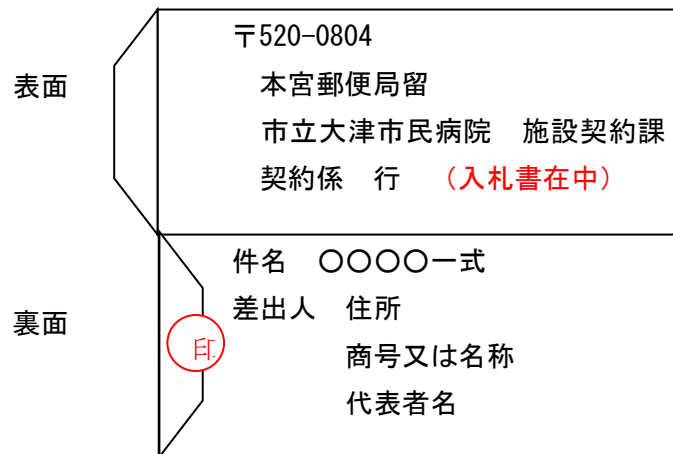 表面
〒520-0804
本宮郵便局留
市立大津市民病院　施設契約課
契約係　行　（入札書在中）
裏面
件名　〇〇〇〇一式
差出人　住所
印
商号又は名称
代表者名